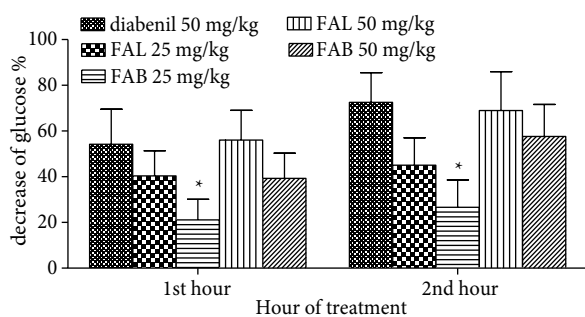 diabenil 50 mg/kg
FAL 25 mg/kg
FAB 25 mg/kg
FAL 50 mg/kg
FAB 50 mg/kg
decrease of glucose %
100
80
60
40
20
0
*
*
1st hour
2nd hour
Hour of treatment